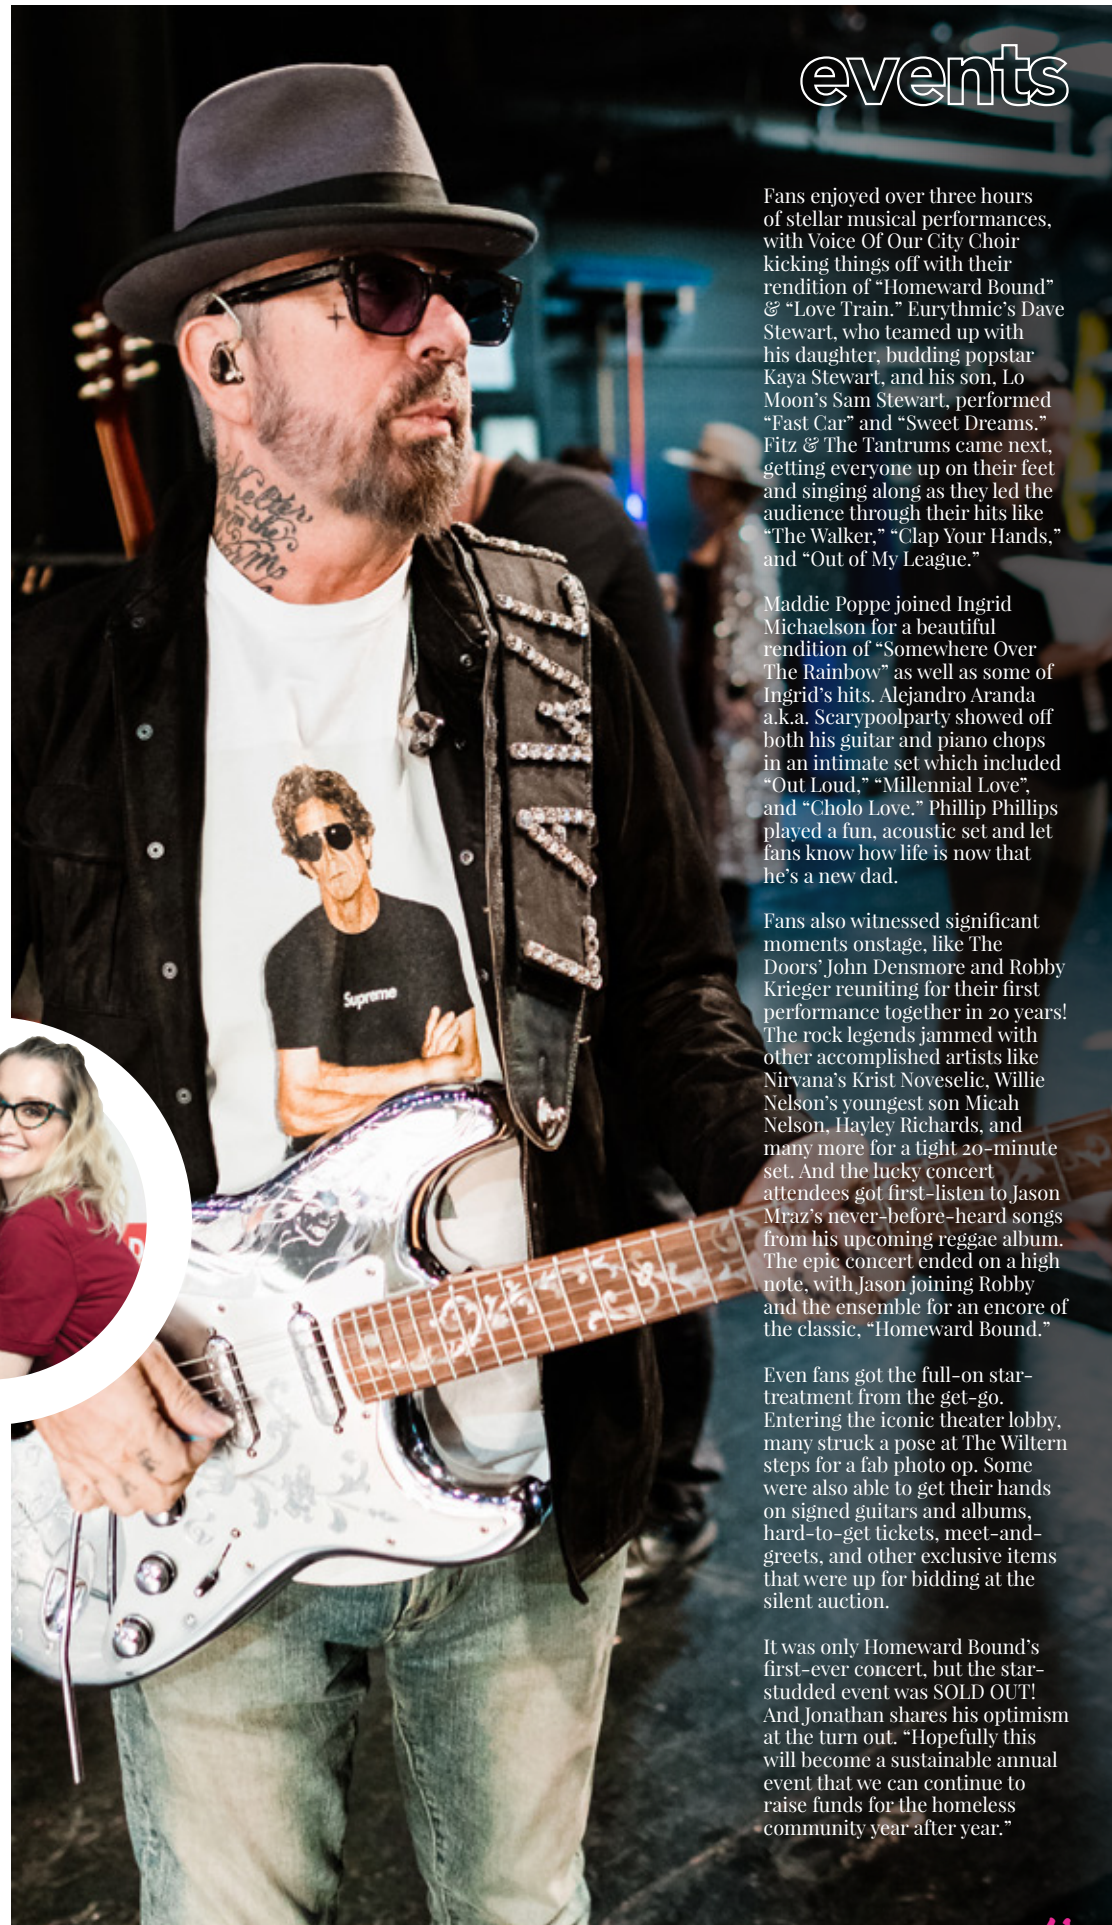 events
Fans enjoyed over three hours
of stellar musical performances,
with Voice Of Our City Choir
kicking things off with their
rendition of “Homeward Bound”
& “Love Train.” Eurythmic’s Dave
Stewart, who teamed up with
his daughter, budding popstar
Kaya Stewart, and his son, Lo
Moon’s Sam Stewart, performed
“Fast Car” and “Sweet Dreams.”
Fitz & The Tantrums came next,
getting everyone up on their feet
and singing along as they led the
audience through their hits like
“The Walker,” “Clap Your Hands,”
and “Out of My League.”
Maddie Poppe joined Ingrid
Michaelson for a beautiful
rendition of “Somewhere Over
The Rainbow” as well as some of
Ingrid’s hits. Alejandro Aranda
a.k.a. Scarypoolparty showed off
both his guitar and piano chops
in an intimate set which included
“Out Loud,” “Millennial Love”,
and “Cholo Love.” Phillip Phillips
played a fun, acoustic set and let
fans know how life is now that
he’s a new dad.
Fans also witnessed significant
moments onstage, like The
Doors’ John Densmore and Robby
Krieger reuniting for their first
performance together in 20 years!
The rock legends jammed with
other accomplished artists like
Nirvana’s Krist Noveselic, Willie
Nelson’s youngest son Micah
Nelson, Hayley Richards, and
many more for a tight 20-minute
set. And the lucky concert
attendees got first-listen to Jason
Mraz’s never-before-heard songs
from his upcoming reggae album.
The epic concert ended on a high
note, with Jason joining Robby
and the ensemble for an encore of
the classic, “Homeward Bound.”
Even fans got the full-on star-
treatment from the get-go.
Entering the iconic theater lobby,
many struck a pose at The Wiltern
steps for a fab photo op. Some
were also able to get their hands
on signed guitars and albums,
hard-to-get tickets, meet-and-
greets, and other exclusive items
that were up for bidding at the
silent auction.
It was only Homeward Bound’s
first-ever concert, but the star-
studded event was SOLD OUT!
And Jonathan shares his optimism
at the turn out. “Hopefully this
will become a sustainable annual
event that we can continue to
raise funds for the homeless
community year after year.”
Shelter
from the
Supreme